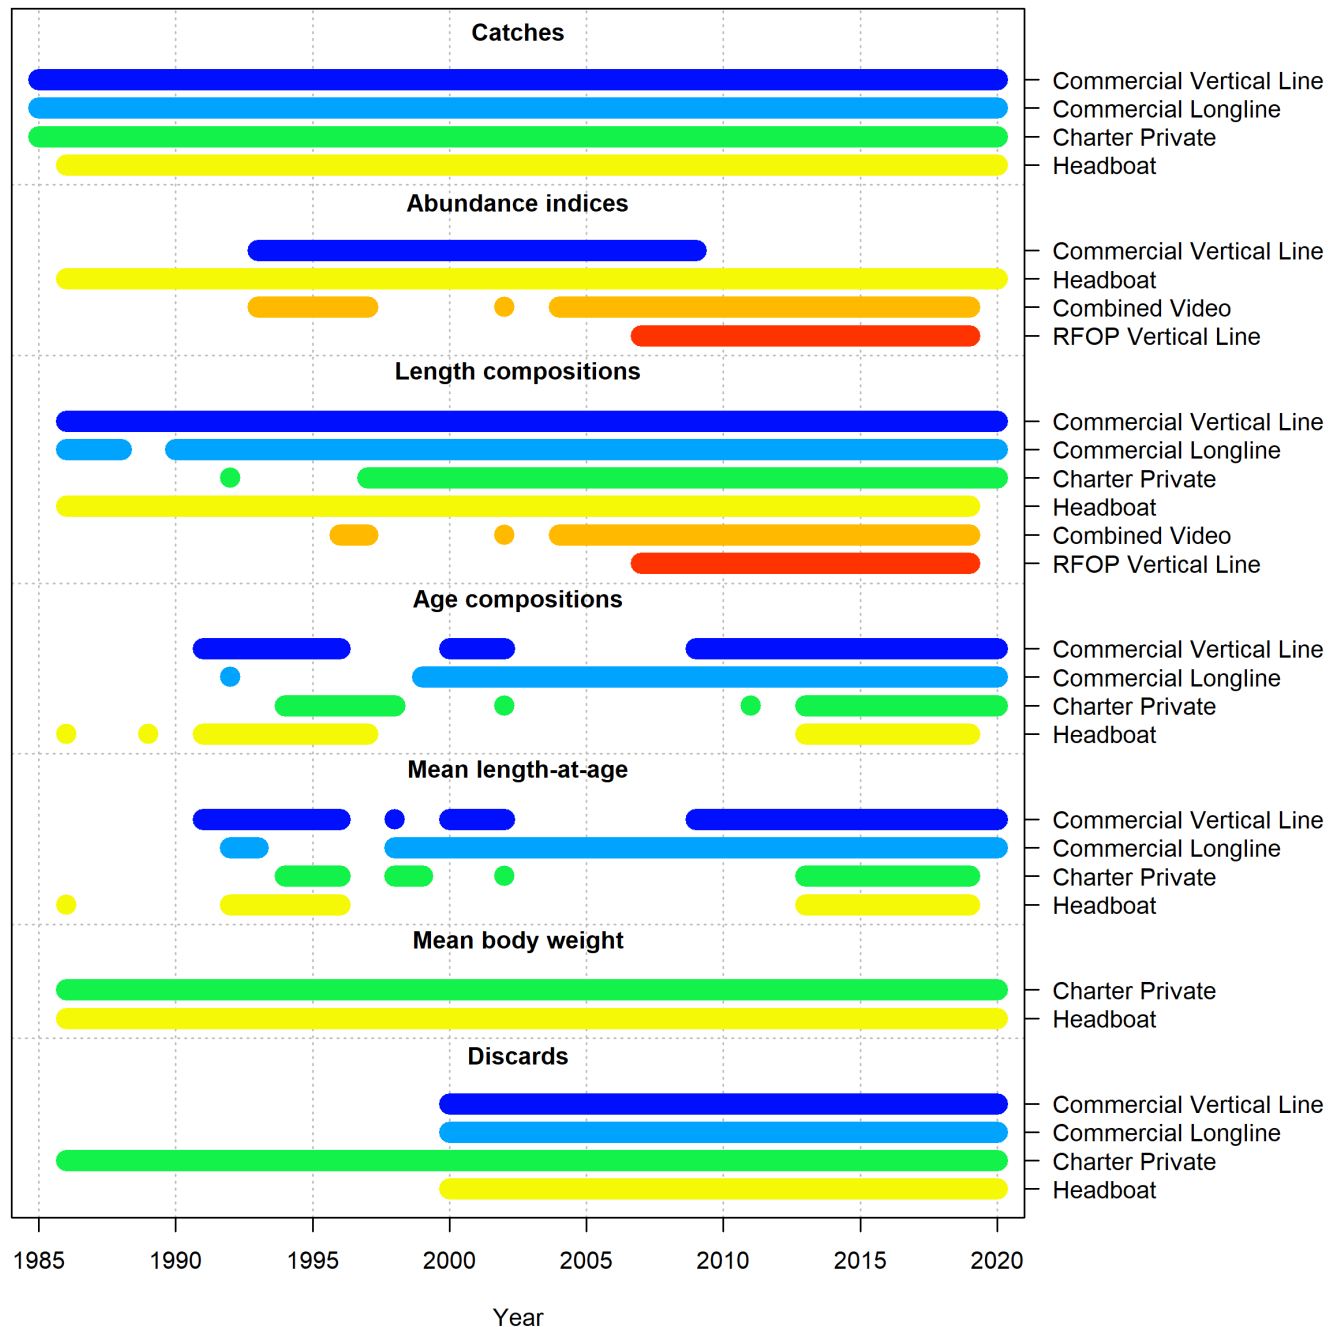 Catches
Commercial Vertical Line
Commercial Longline
Charter Private
Headboat
Abundance indices
Commercial Vertical Line
Headboat
Combined Video
RFOP Vertical Line
Length compositions
Commercial Vertical Line
Commercial Longline
Charter Private
Headboat
Combined Video
RFOP Vertical Line
Age compositions
Commercial Vertical Line
Commercial Longline
Charter Private
Headboat
Mean length-at-age
Commercial Vertical Line
Commercial Longline
Charter Private
Headboat
Mean body weight
Charter Private
Headboat
Discards
Commercial Vertical Line
Commercial Longline
Charter Private
Headboat
1985 1990 1995 2000 2005 2010 2015 2020
Year